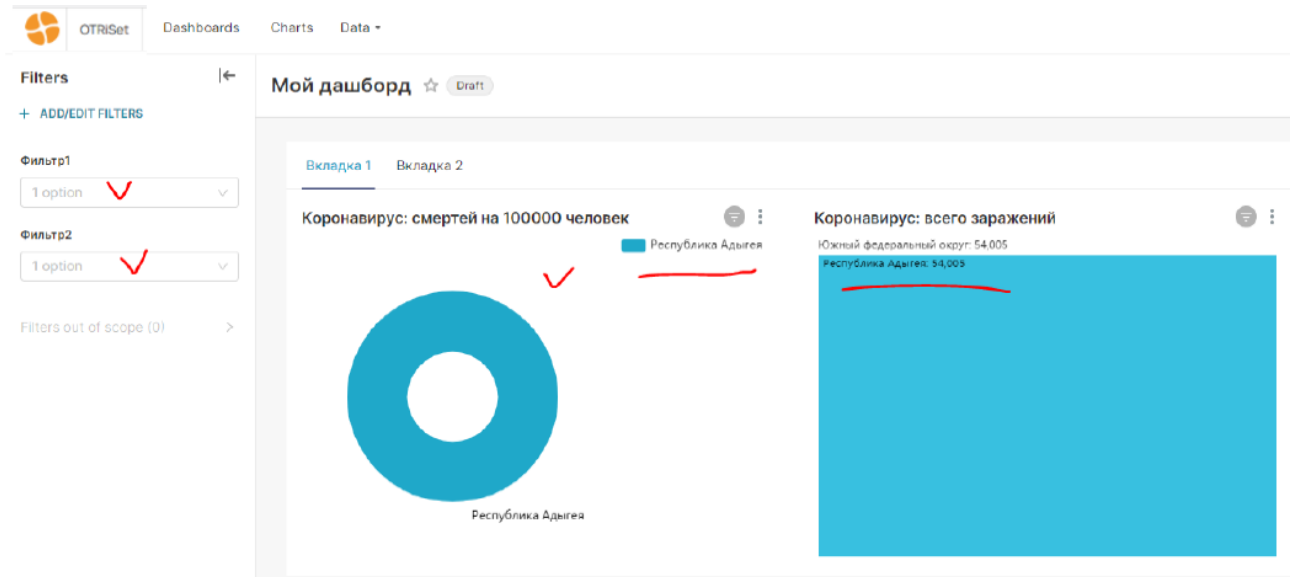 OTRiSet Dashboards Charts Data
Filters
+ ADD/EDIT FILTERS
Фильтр1
1 option
Фильтр2
1 option
Filters out of scope (0)
Мой дашборд Draft
Вкладка 1 Вкладка 2
Коронавирус: смертей на 100000 человек
Республика Адыгея
Республика Адыгея
Коронавирус: всего заражений
Южный федеральный округ: 54,005
Республика Адыгея: 54,005